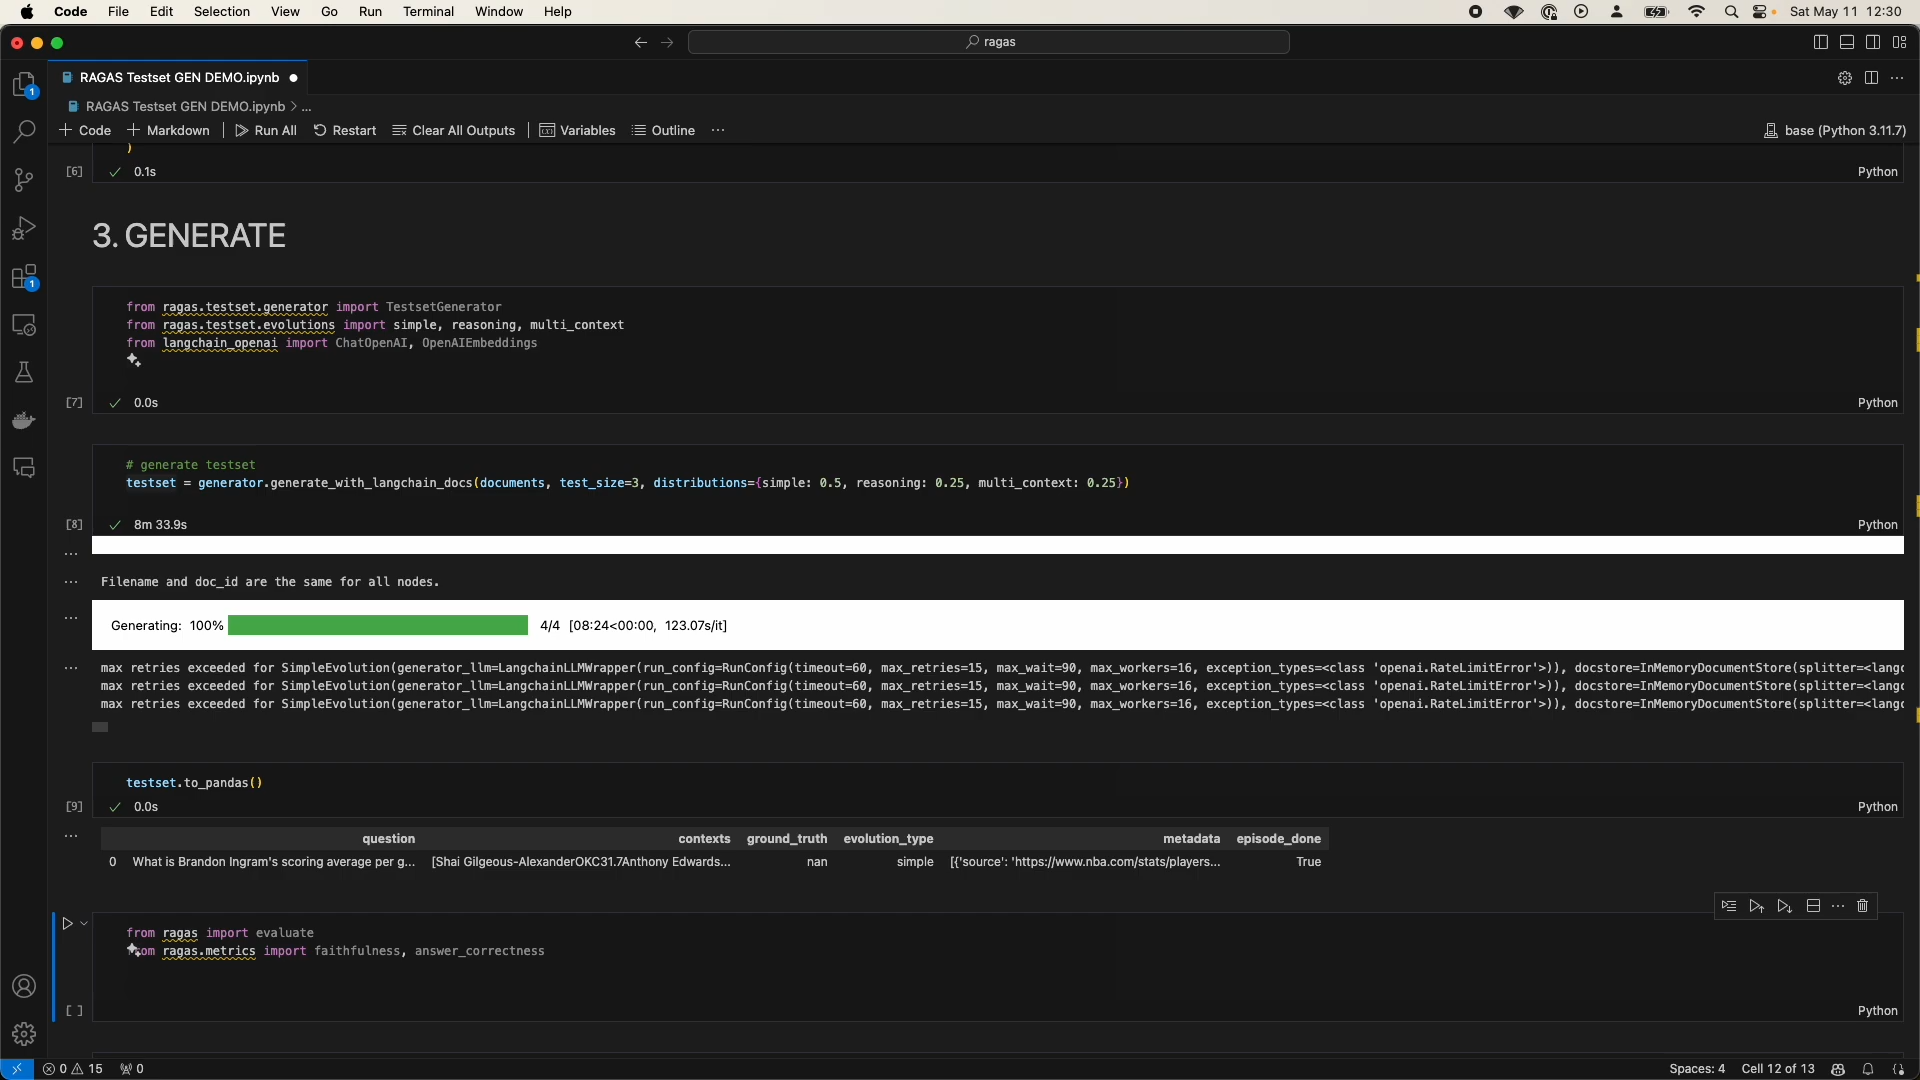 Code File Edit Selection View Go Run Terminal Window Help Sat May 11 12:30
ragas
RAGAS Testset GEN DEMO.ipynb
1
RAGAS Testset GEN DEMO.ipynb > ...
Code Markdown Run All Restart Clear All Outputs Variables Outline ... base (Python 3.11.7)
)
[6] 0.1s Python
3. GENERATE
1
from ragas.testset.generator import TestsetGenerator
from ragas.testset.evolutions import simple, reasoning, multi_context
from langchain_openai import ChatOpenAI, OpenAIEmbeddings
[7] 0.0s Python
# generate testset
testset = generator.generate_with_langchain_docs(documents, test_size=3, distributions={simple: 0.5, reasoning: 0.25, multi_context: 0.25})
[8] 8m 33.9s Python
...
... Filename and doc_id are the same for all nodes.
... Generating: 100% 4/4 [08:24<00:00, 123.07s/it]
... max retries exceeded for SimpleEvolution(generator_llm=LangchainLLMWrapper(run_config=RunConfig(timeout=60, max_retries=15, max_wait=90, max_workers=16, exception_types=<class 'openai.RateLimitError'>)), docstore=InMemoryDocumentStore(splitter=<langc
max retries exceeded for SimpleEvolution(generator_llm=LangchainLLMWrapper(run_config=RunConfig(timeout=60, max_retries=15, max_wait=90, max_workers=16, exception_types=<class 'openai.RateLimitError'>)), docstore=InMemoryDocumentStore(splitter=<langc
max retries exceeded for SimpleEvolution(generator_llm=LangchainLLMWrapper(run_config=RunConfig(timeout=60, max_retries=15, max_wait=90, max_workers=16, exception_types=<class 'openai.RateLimitError'>)), docstore=InMemoryDocumentStore(splitter=<langc
testset.to_pandas()
[9] 0.0s Python
... question contexts ground_truth evolution_type metadata episode_done
0 What is Brandon Ingram's scoring average per g... [Shai Gilgeous-AlexanderOKC31.7Anthony Edwards... nan simple [{'source': 'https://www.nba.com/stats/players... True
from ragas import evaluate
om ragas.metrics import faithfulness, answer_correctness
[ ] Python
0 15 0 Spaces: 4 Cell 12 of 13